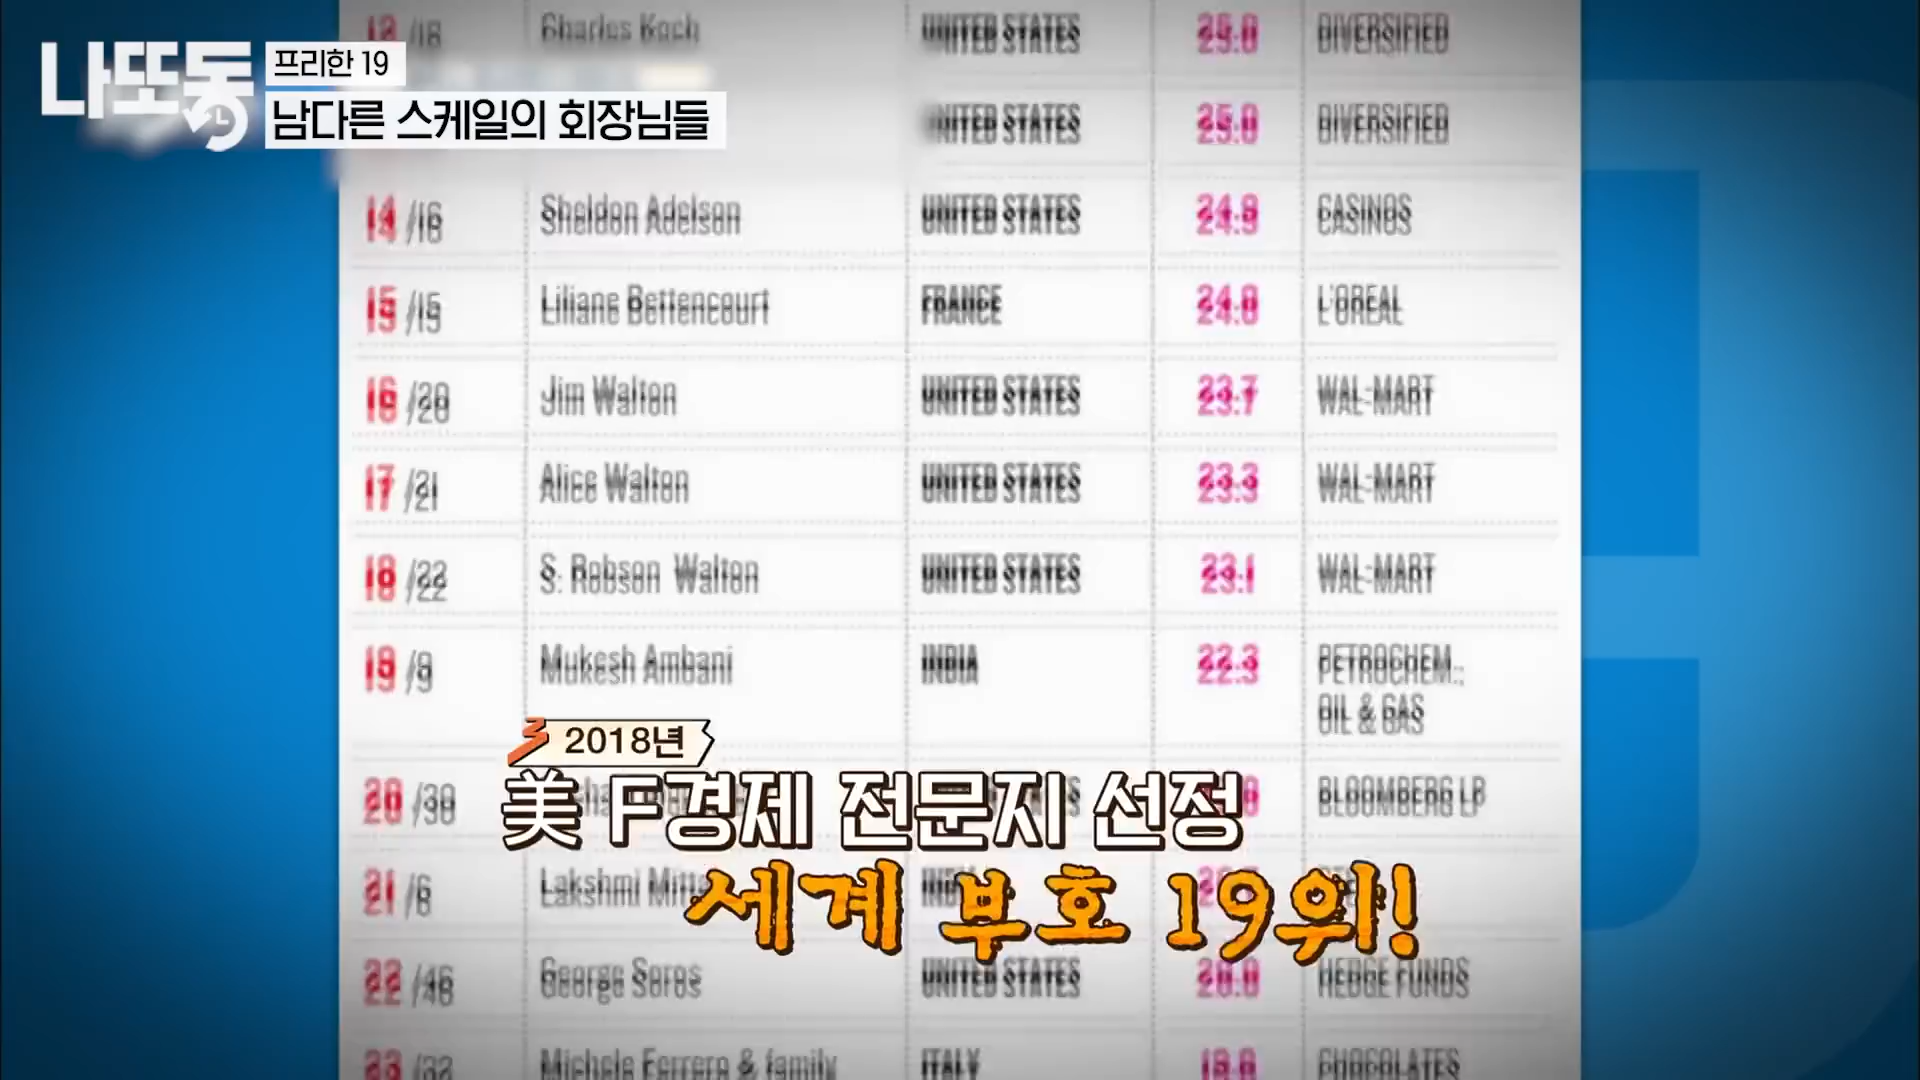 나또동
프리한 19
남다른 스케일의 회장님들
Charles Koch UNITED STATES 25.0 DIVERSIFIED
UNITED STATES 25.0 DIVERSIFIED
14 /16 Sheldon Adelson UNITED STATES 24.9 CASINOS
15 /15 Liliane Bettencourt FRANCE 24.0 L'OREAL
16 /20 Jim Walton UNITED STATES 23.7 WAL-MART
17 /21 Alice Walton UNITED STATES 23.3 WAL-MART
18 /22 S. Robson Walton UNITED STATES 23.1 WAL-MART
19 /9 Mukesh Ambani INDIA 22.3 PETROCHEM.,
OIL & GAS
2018년
20 /30 BLOOMBERG LP
美 F경제 전문지 선정
21 /6 Lakshmi
세계 부호 19위!
22 /46 George Soros UNITED STATES 20.0 HEDGE FUNDS
Michele Ferrero & family ITALY CHOCOLATES